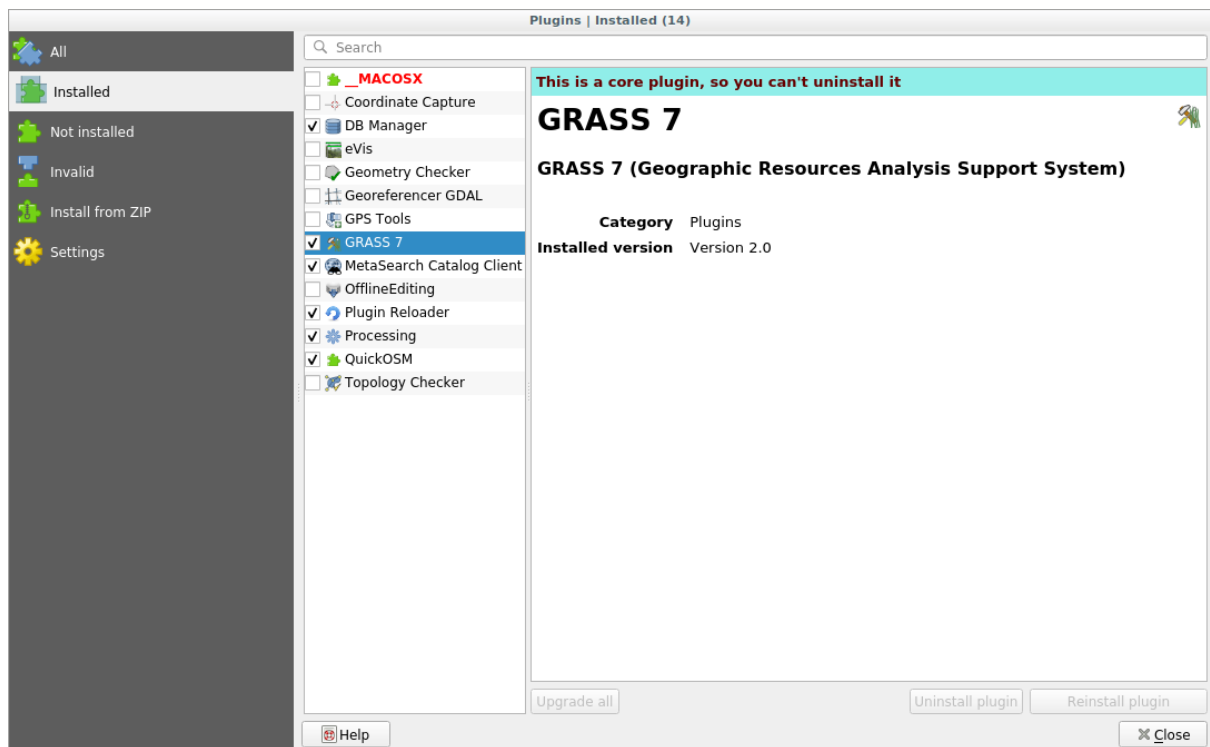 Plugins | Installed (14)
All
Installed
Not installed
Invalid
Install from ZIP
Settings
Search
__MACOSX
Coordinate Capture
DB Manager
eVis
Geometry Checker
Georeferencer GDAL
GPS Tools
GRASS 7
MetaSearch Catalog Client
OfflineEditing
Plugin Reloader
Processing
QuickOSM
Topology Checker
This is a core plugin, so you can't uninstall it
GRASS 7
GRASS 7 (Geographic Resources Analysis Support System)
Category Plugins
Installed version Version 2.0
Upgrade all
Uninstall plugin
Reinstall plugin
Help
Close